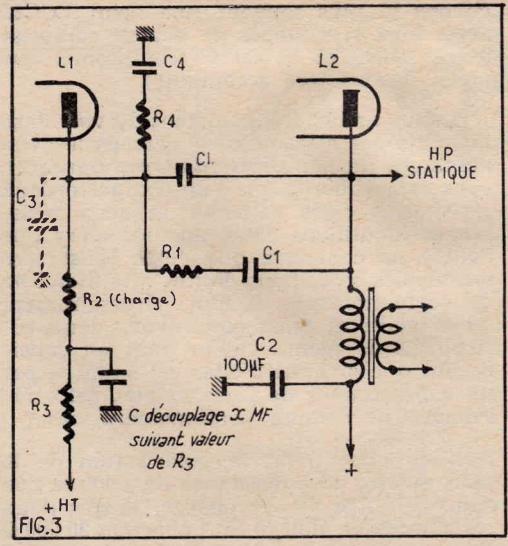 L1
C4
L2
R4
C1.
H.P
STATIQUE
C3
R1
C1
R2 (Charge)
C2
100µF
R3
C découplage x MF
suivant valeur
de R3
+ HT
+
FIG.3